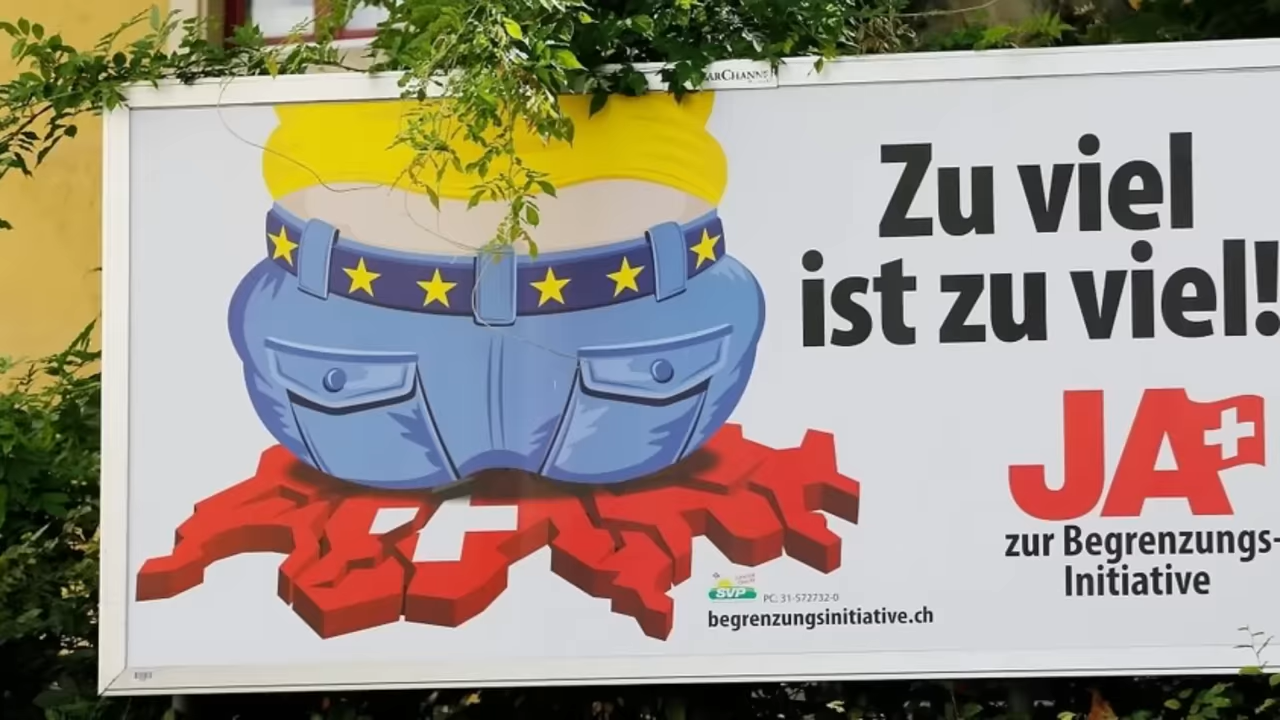 Zu viel
ist zu viel!
JA
zur Begrenzungs-
Initiative
SVP
PC: 31-572732-0
begrenzungsinitiative.ch